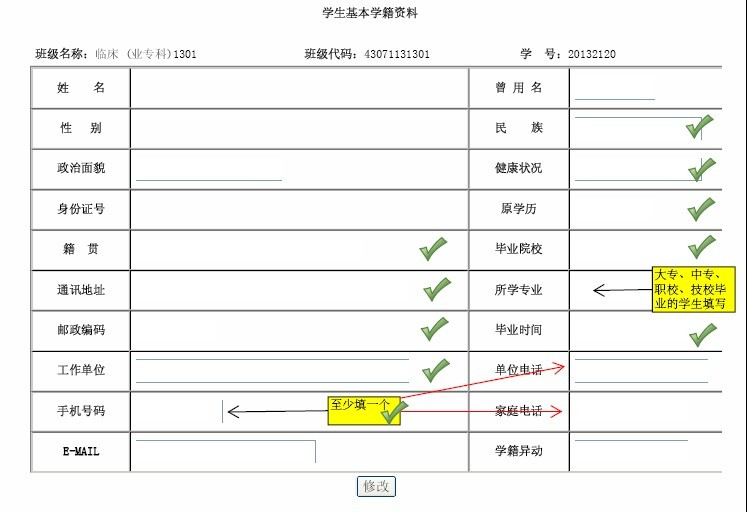 学生基本学籍资料
班级名称：临床（业专科)1301 班级代码：43071131301 学 号：20132120
姓 名 曾 用 名
性 别 民 族
政治面貌 健康状况
身份证号 原学历
籍 贯 毕业院校
通讯地址 所学专业 大专、中专、
职校、技校毕
业的学生填写
邮政编码 毕业时间
工作单位 单位电话
手机号码 至少填一个 家庭电话
E-MAIL 学籍异动
修改